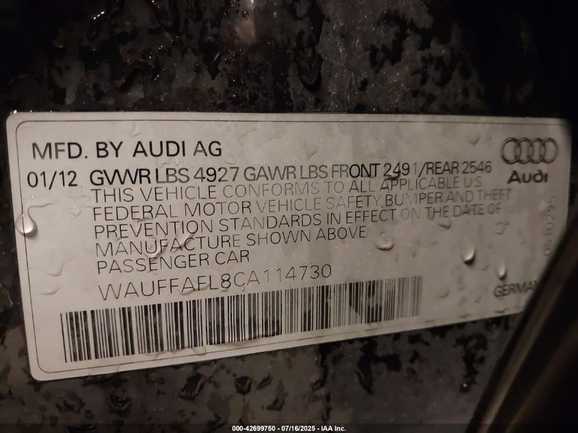 MFD. BY AUDI AG
01/12 GVWR LBS 4927 GAWR LBS FRONT 2491/REAR 2546
THIS VEHICLE CONFORMS TO ALL APPLICABLE U.S.
FEDERAL MOTOR VEHICLE SAFETY, BUMPER AND THEFT
PREVENTION STANDARDS IN EFFECT ON THE DATE OF
MANUFACTURE SHOWN ABOVE
PASSENGER CAR
WAUFFAFL8CA114730
Audi
GERMAN
000-42699750 - 07/16/2025 - IAA Inc.